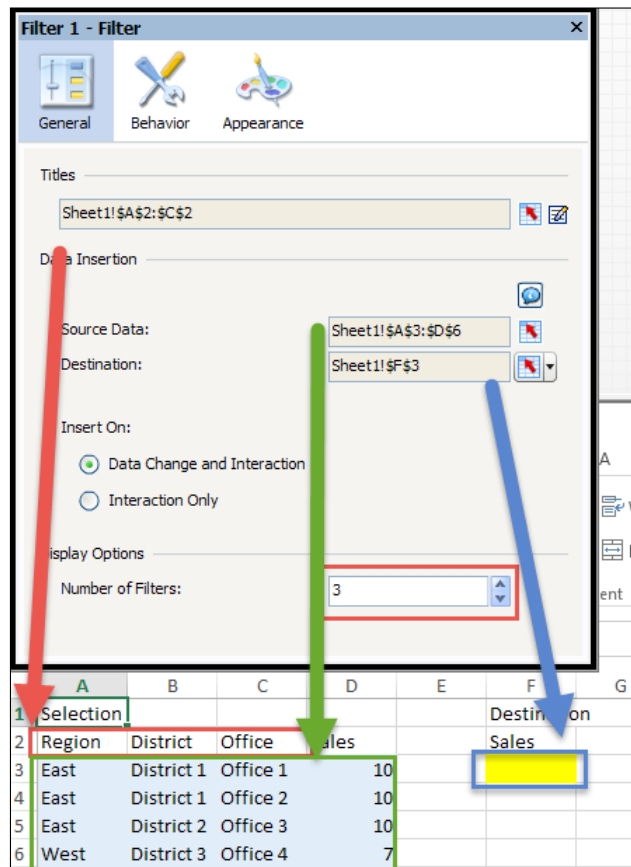 Filter 1 - Filter
General Behavior Appearance
Titles
Sheet1!$A$2:$C$2
Data Insertion
Source Data: Sheet1!$A$3:$D$6
Destination: Sheet1!$F$3
Insert On:
Data Change and Interaction
Interaction Only
Display Options
Number of Filters: 3
A
ent
A B C D E F G
1 Selection Destination
2 Region District Office Sales Sales
3 East District 1 Office 1 10
4 East District 1 Office 2 10
5 East District 2 Office 3 10
6 West District 3 Office 4 7